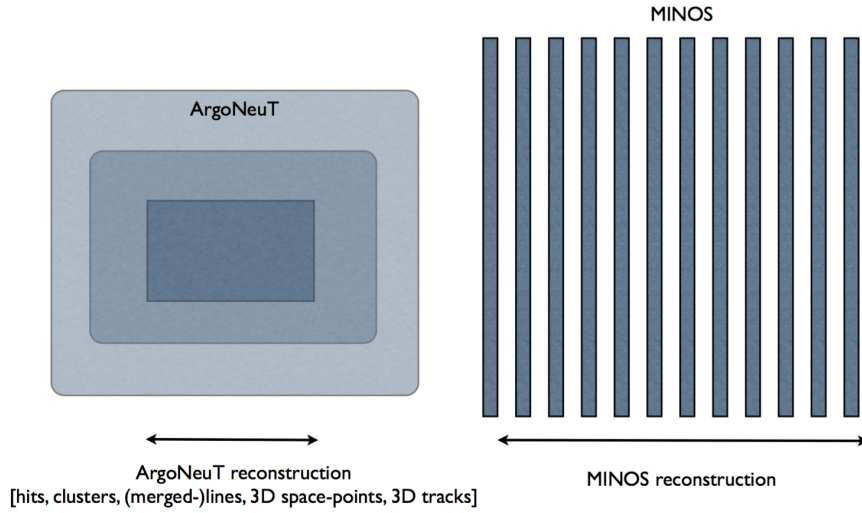 MINOS
ArgoNeuT
ArgoNeuT reconstruction
[hits, clusters, (merged-)lines, 3D space-points, 3D tracks]
MINOS reconstruction